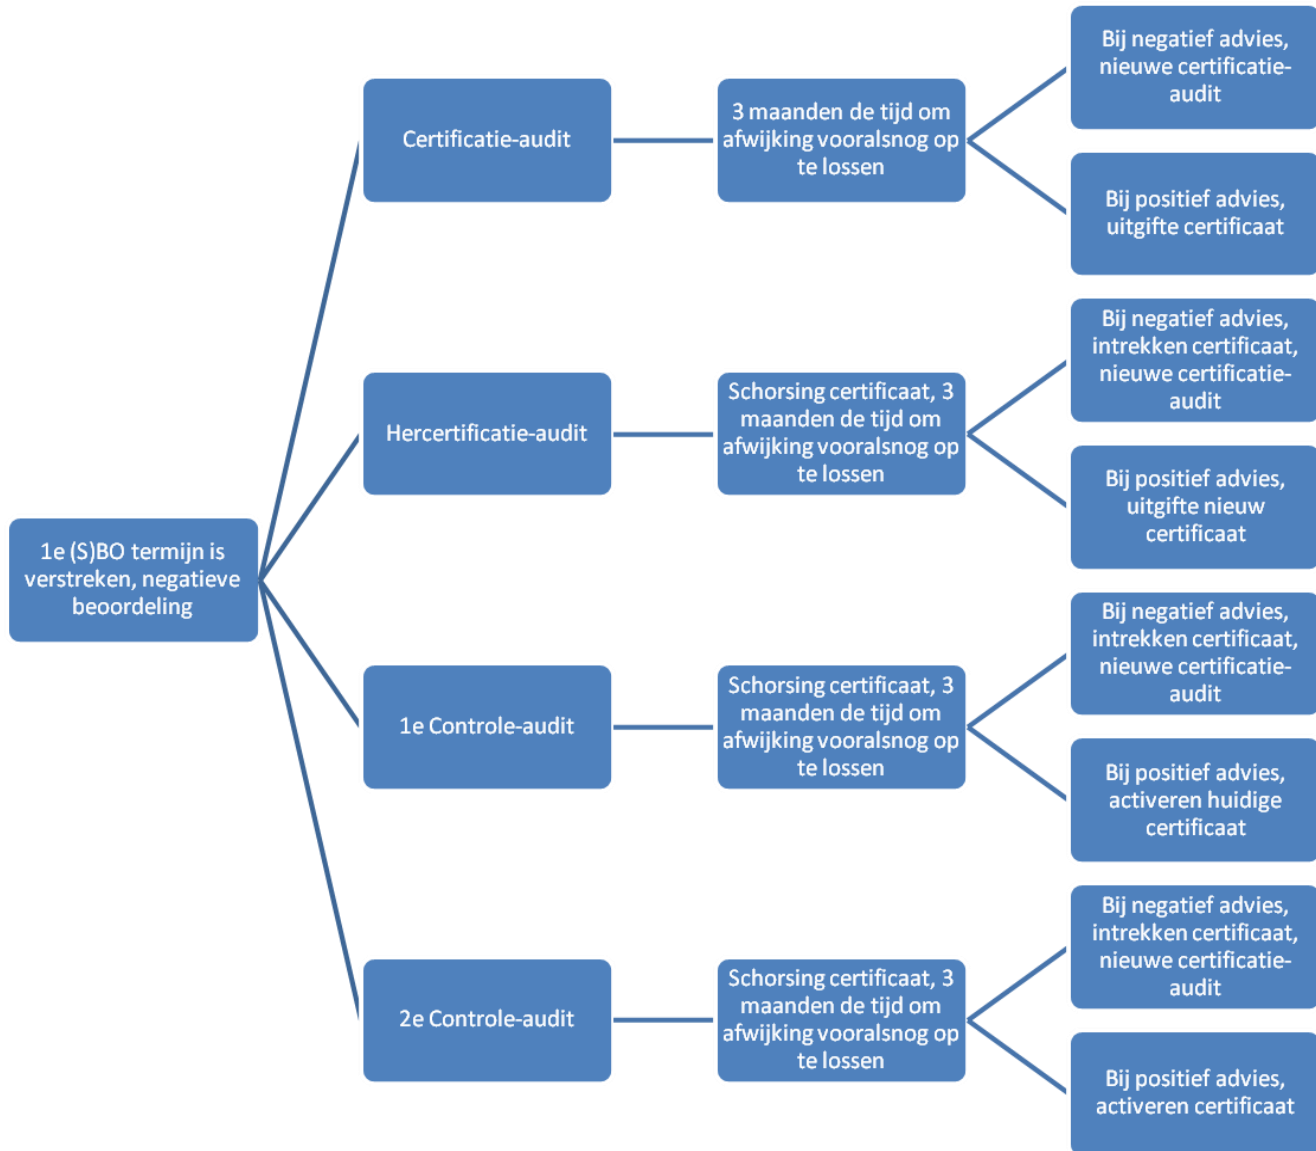 1e (S)BO termijn is
verstreken, negatieve
beoordeling
Certificatie-audit
3 maanden de tijd om
afwijking vooralsnog op
te lossen
Bij negatief advies,
nieuwe certificatie-
audit
Bij positief advies,
uitgifte certificaat
Hercertificatie-audit
Schorsing certificaat, 3
maanden de tijd om
afwijking vooralsnog op
te lossen
Bij negatief advies,
intrekken certificaat,
nieuwe certificatie-
audit
Bij positief advies,
uitgifte nieuw
certificaat
1e Controle-audit
Schorsing certificaat, 3
maanden de tijd om
afwijking vooralsnog op
te lossen
Bij negatief advies,
intrekken certificaat,
nieuwe certificatie-
audit
Bij positief advies,
activeren huidige
certificaat
2e Controle-audit
Schorsing certificaat, 3
maanden de tijd om
afwijking vooralsnog op
te lossen
Bij negatief advies,
intrekken certificaat,
nieuwe certificatie-
audit
Bij positief advies,
activeren certificaat